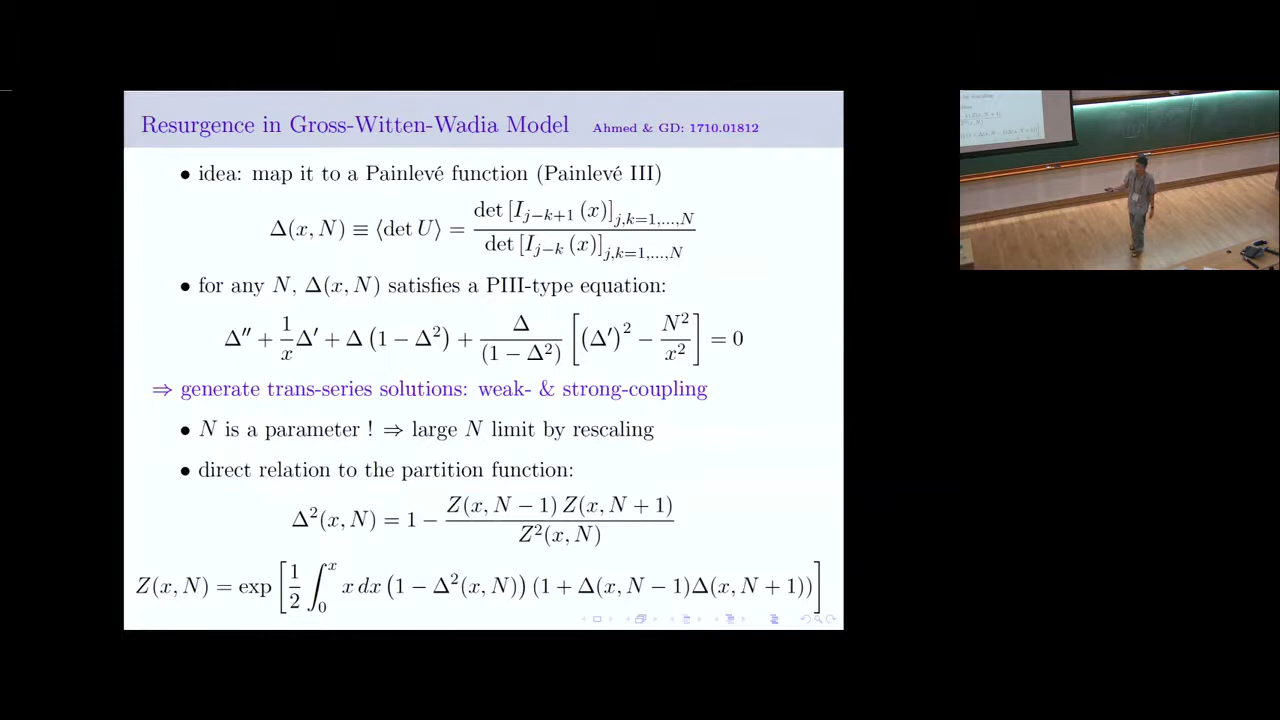 Resurgence in Gross-Witten-Wadia Model Ahmed & GD: 1710.01812
• idea: map it to a Painlevé function (Painlevé III)
Δ(x, N) ≡ ⟨det U⟩ = det [I_{j−k+1} (x)]_{j,k=1,...,N} / det [I_{j−k} (x)]_{j,k=1,...,N}
• for any N, Δ(x, N) satisfies a PIII-type equation:
Δ″ + 1/x Δ′ + Δ (1 − Δ²) + Δ/(1 − Δ²) [(Δ′)² − N²/x²] = 0
⇒ generate trans-series solutions: weak- & strong-coupling
• N is a parameter ! ⇒ large N limit by rescaling
• direct relation to the partition function:
Δ²(x, N) = 1 − Z(x, N − 1) Z(x, N + 1) / Z²(x, N)
Z(x, N) = exp [1/2 ∫₀ˣ x dx (1 − Δ²(x, N)) (1 + Δ(x, N − 1)Δ(x, N + 1))]